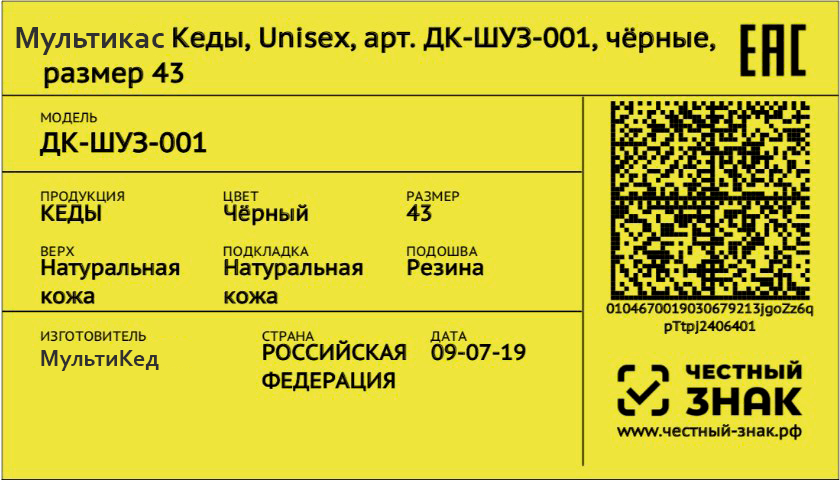 Мультикас Кеды, Unisex, арт. ДК-ШУЗ-001, чёрные,
размер 43
EAC
МОДЕЛЬ
ДК-ШУЗ-001
ПРОДУКЦИЯ ЦВЕТ РАЗМЕР
КЕДЫ Чёрный 43
ВЕРХ ПОДКЛАДКА ПОДОШВА
Натуральная Натуральная Резина
кожа кожа
ИЗГОТОВИТЕЛЬ СТРАНА ДАТА
МультиКед РОССИЙСКАЯ 09-07-19
ФЕДЕРАЦИЯ
0104670019030679213jgoZz6q
pTtpJ2406401
ЧЕСТНЫЙ
ЗНАК
www.честный-знак.рф